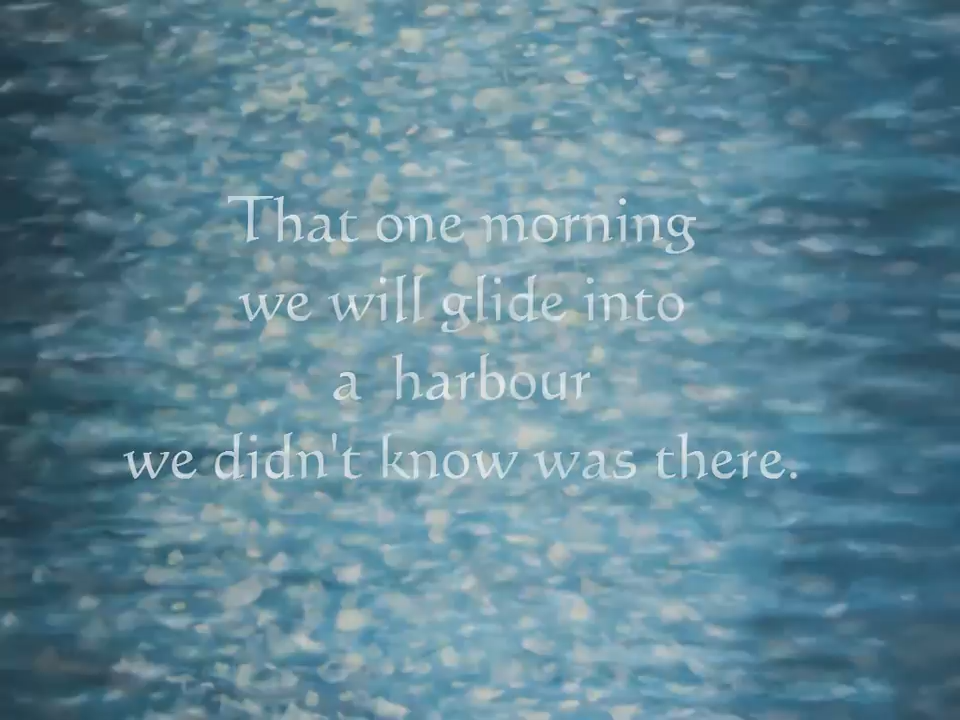 That one morning
we will glide into
a harbour
we didn't know was there.